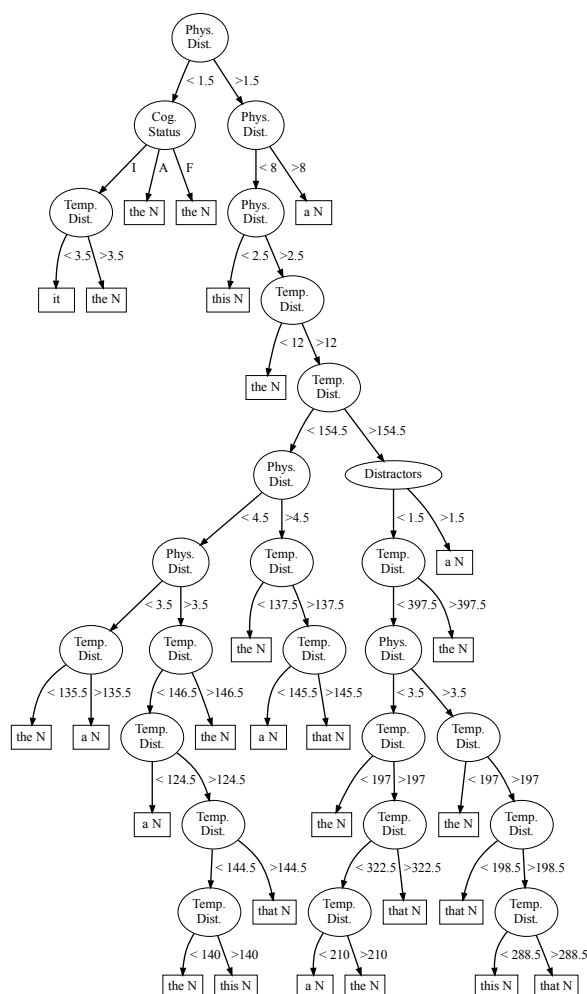 Phys.
Dist.
< 1.5 >1.5
Cog.
Status
Phys.
Dist.
I A F < 8 >8
Temp.
Dist.
the N the N
Phys.
Dist.
a N
< 3.5 >3.5 < 2.5 >2.5
it the N this N
Temp.
Dist.
< 12 >12
the N
Temp.
Dist.
< 154.5 >154.5
Phys.
Dist.
Distractors
< 4.5 >4.5 < 1.5 >1.5
Phys.
Dist.
Temp.
Dist.
Temp.
Dist.
a N
< 3.5 >3.5 < 137.5 >137.5 < 397.5 >397.5
Temp.
Dist.
Temp.
Dist.
the N
Temp.
Dist.
Phys.
Dist.
the N
< 135.5 >135.5 < 146.5 >146.5 < 145.5 >145.5 < 3.5 >3.5
the N a N
Temp.
Dist.
the N a N that N
Temp.
Dist.
Temp.
Dist.
< 124.5 >124.5 < 197 >197 < 197 >197
a N
Temp.
Dist.
the N
Temp.
Dist.
the N
Temp.
Dist.
< 144.5 >144.5 < 322.5 >322.5 < 198.5 >198.5
Temp.
Dist.
that N
Temp.
Dist.
that N that N
Temp.
Dist.
< 140 >140 < 210 >210 < 288.5 >288.5
the N this N a N the N this N that N